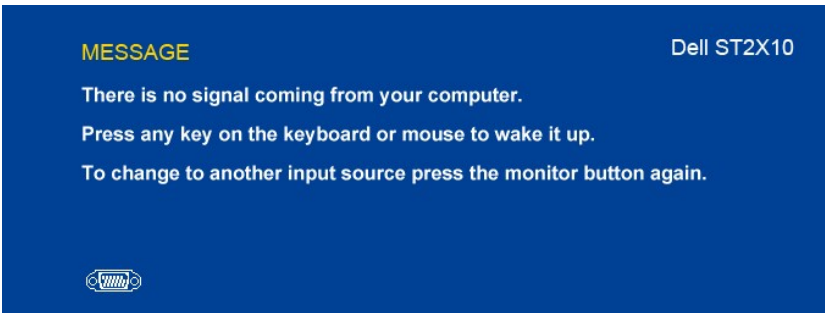 MESSAGE
Dell ST2X10
There is no signal coming from your computer.
Press any key on the keyboard or mouse to wake it up.
To change to another input source press the monitor button again.